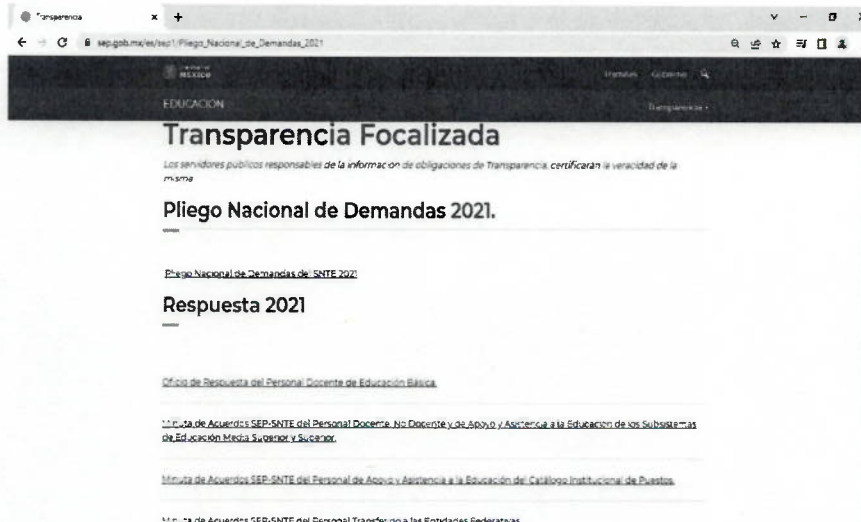 Transparencia
sep.gob.mx/es/sep1/Pliego_Nacional_de_Demandas_2021
MÉXICO
Trámites Gobierno
EDUCACIÓN
Transparencia
Transparencia Focalizada
Los servidores públicos responsables de la información de obligaciones de Transparencia, certificarán la veracidad de la
misma
Pliego Nacional de Demandas 2021.
Pliego Nacional de Demandas del SNTE 2021
Respuesta 2021
Oficio de Respuesta del Personal Docente de Educación Básica.
Minuta de Acuerdos SEP-SNTE del Personal Docente, No Docente y de Apoyo y Asistencia a la Educación de los Subsistemas
de Educación Media Superior y Superior.
Minuta de Acuerdos SEP-SNTE del Personal de Apoyo y Asistencia a la Educación del Catálogo Institucional de Puestos.
Minuta de Acuerdos SEP-SNTE del Personal Transferido a las Entidades Federativas